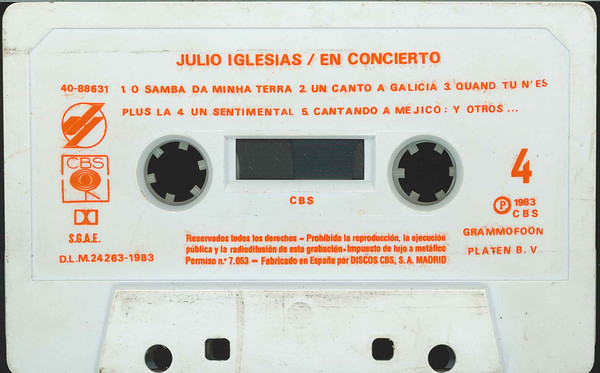 JULIO IGLESIAS / EN CONCIERTO
40-88631 1. O SAMBA DA MINHA TERRA 2. UN CANTO A GALICIA 3. QUAND TU N'ES
PLUS LA 4. UN SENTIMENTAL 5. CANTANDO A MEJICO: Y OTROS ...
CBS
CBS
4
Ⓟ 1983
CBS
S.G.A.E.
D.L.M.24263-1983
Reservados todos los derechos – Prohibida la reproducción, la ejecución
pública y la radiodifusión de esta grabación-Impuesto de lujo a metálico
Permiso n.º 7.053 – Fabricado en España por DISCOS CBS, S. A. MADRID
GRAMMOFOON
PLATEN B. V